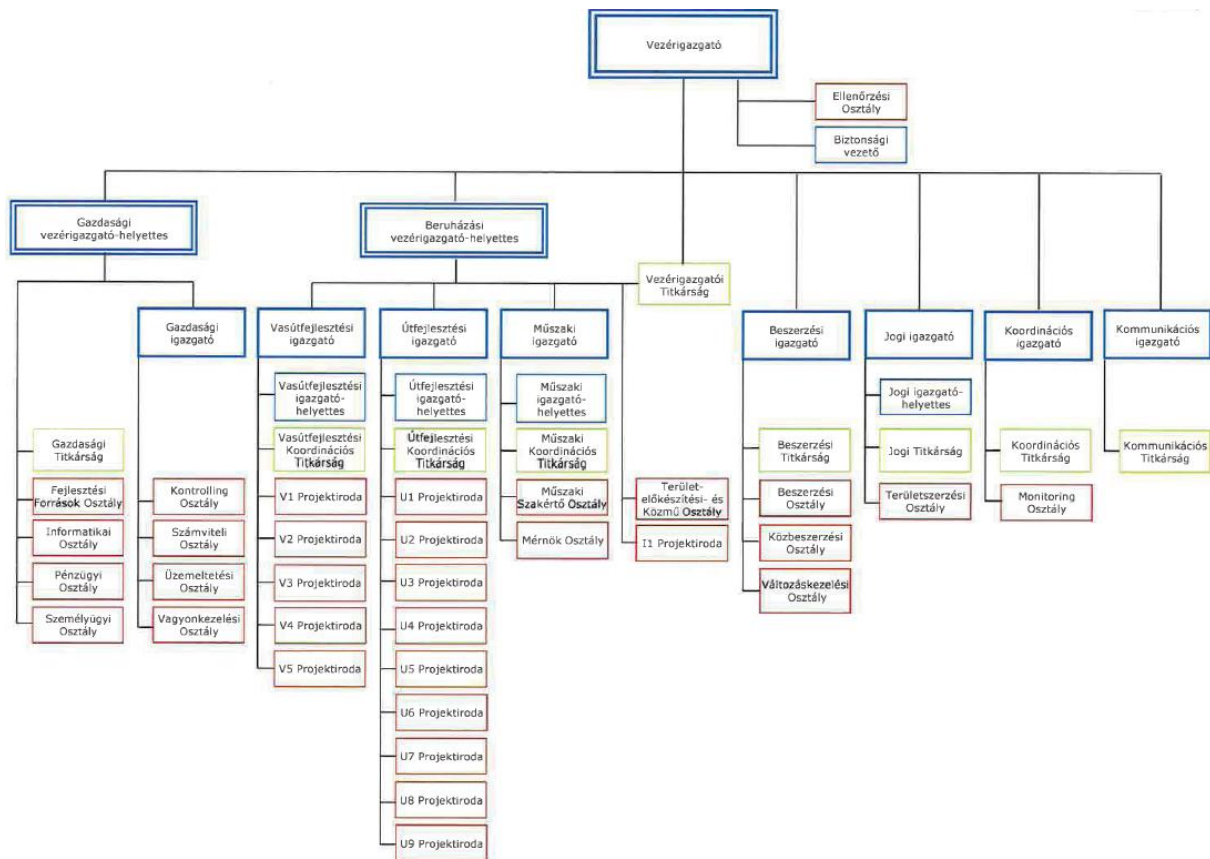 Vezérigazgató
Ellenőrzési
Osztály
Biztonsági
vezető
Gazdasági
vezérigazgató-helyettes
Beruházási
vezérigazgató-helyettes
Vezérigazgatói
Titkárság
Gazdasági
igazgató
Vasútfejlesztési
igazgató
Útfejlesztési
igazgató
Műszaki
igazgató
Beszerzési
igazgató
Jogi igazgató
Koordinációs
igazgató
Kommunikációs
igazgató
Gazdasági
Titkárság
Fejlesztési
Források Osztály
Informatikai
Osztály
Pénzügyi
Osztály
Személyügyi
Osztály
Kontrolling
Osztály
Számviteli
Osztály
Üzemeltetési
Osztály
Vagyonkezelési
Osztály
Vasútfejlesztési
igazgató-
helyettes
Vasútfejlesztési
Koordinációs
Titkárság
V1 Projektiroda
V2 Projektiroda
V3 Projektiroda
V4 Projektiroda
V5 Projektiroda
Útfejlesztési
igazgató-
helyettes
Útfejlesztési
Koordinációs
Titkárság
U1 Projektiroda
U2 Projektiroda
U3 Projektiroda
U4 Projektiroda
U5 Projektiroda
U6 Projektiroda
U7 Projektiroda
U8 Projektiroda
U9 Projektiroda
Műszaki
igazgató-
helyettes
Műszaki
Koordinációs
Titkárság
Műszaki
Szakértő Osztály
Mérnök Osztály
Terület-
előkészítési- és
Közmű Osztály
I1 Projektiroda
Beszerzési
Titkárság
Beszerzési
Osztály
Közbeszerzési
Osztály
Változáskezelési
Osztály
Jogi igazgató-
helyettes
Jogi Titkárság
Területszerzési
Osztály
Koordinációs
Titkárság
Monitoring
Osztály
Kommunikációs
Titkárság